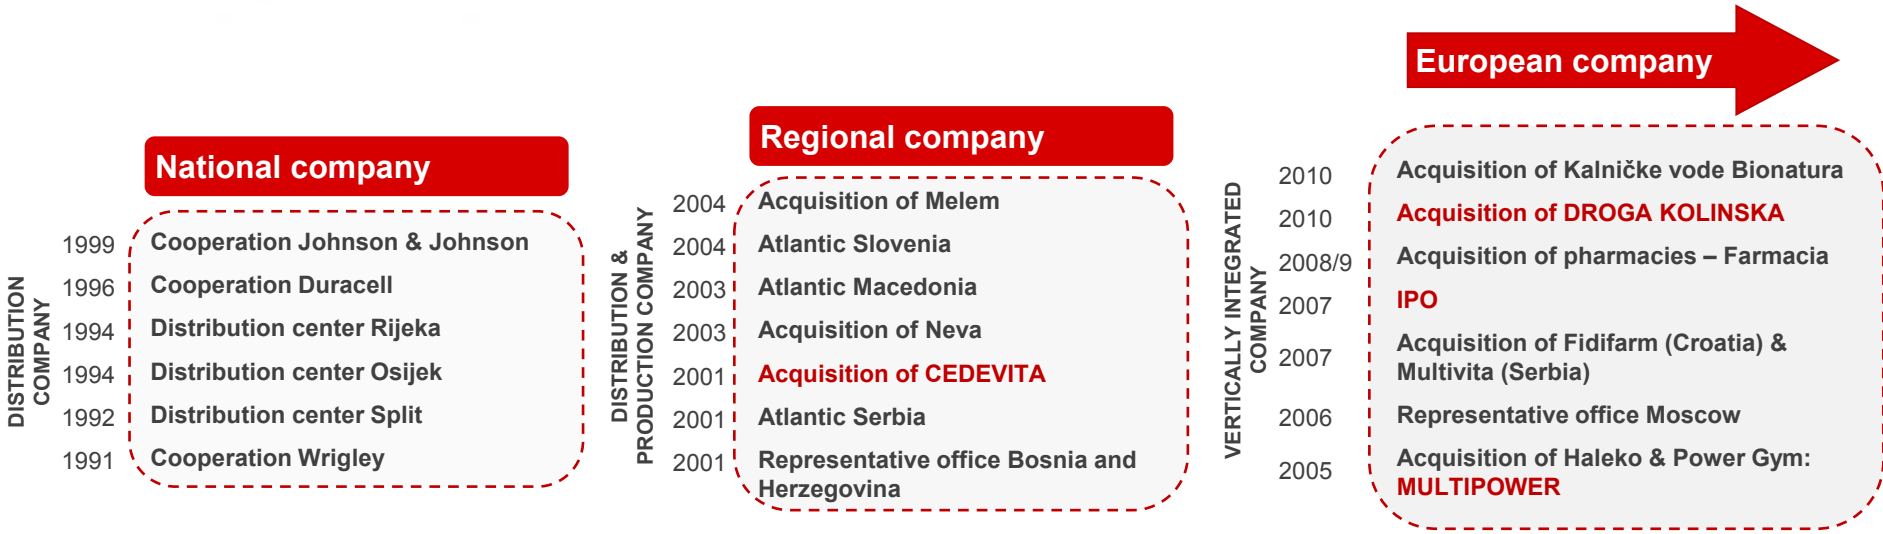 National company
DISTRIBUTION
COMPANY
1999 Cooperation Johnson & Johnson
1996 Cooperation Duracell
1994 Distribution center Rijeka
1994 Distribution center Osijek
1992 Distribution center Split
1991 Cooperation Wrigley
Regional company
DISTRIBUTION &
PRODUCTION COMPANY
2004 Acquisition of Melem
2004 Atlantic Slovenia
2003 Atlantic Macedonia
2003 Acquisition of Neva
2001 Acquisition of CEDEVITA
2001 Atlantic Serbia
2001 Representative office Bosnia and
Herzegovina
European company
VERTICALLY INTEGRATED
COMPANY
2010 Acquisition of Kalničke vode Bionatura
2010 Acquisition of DROGA KOLINSKA
2008/9 Acquisition of pharmacies – Farmacia
2007 IPO
2007 Acquisition of Fidifarm (Croatia) &
Multivita (Serbia)
2006 Representative office Moscow
2005 Acquisition of Haleko & Power Gym:
MULTIPOWER